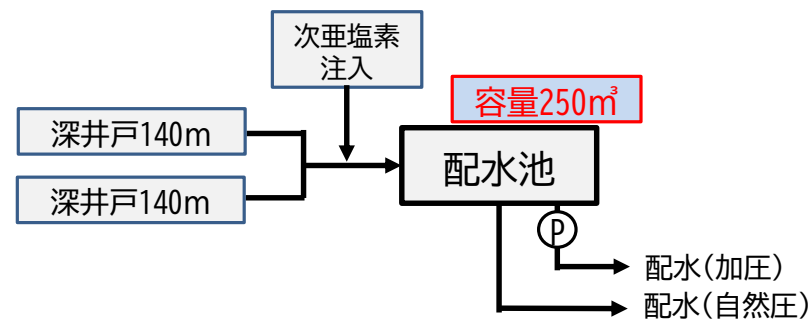 次亜塩素
注入
容量250㎥
深井戸140m
配水池
深井戸140m
P
配水(加圧)
配水(自然圧)